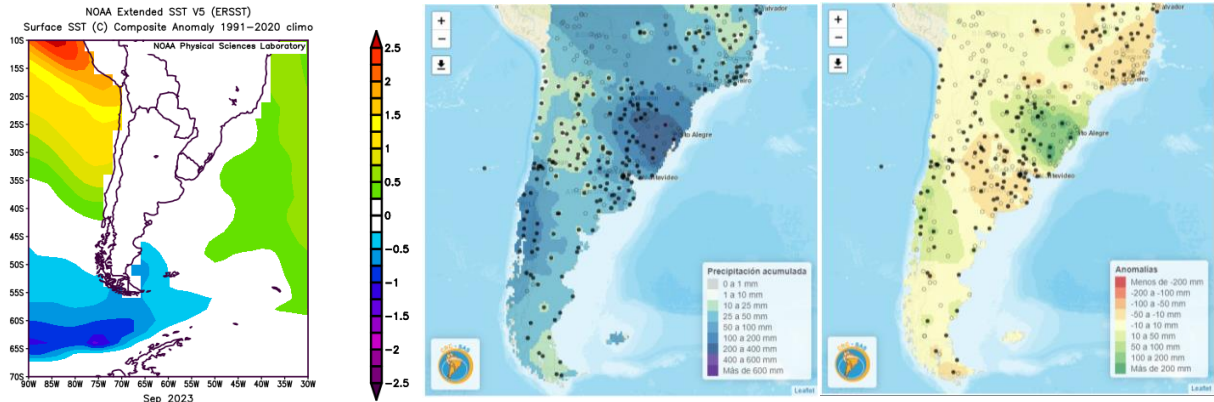 NOAA Extended SST V5 (ERSST)
Surface SST (C) Composite Anomaly 1991-2020 climo
NOAA Physical Sciences Laboratory
10S
15S
20S
25S
30S
35S
40S
45S
50S
55S
60S
65S
70S
90W 85W 80W 75W 70W 65W 60W 55W 50W 45W 40W 35W 30W
Sep 2023
2.5
2
1.5
1
0.5
0
-0.5
-1
-1.5
-2
-2.5
+
−
Alegre
Precipitación acumulada
0 a 1 mm
1 a 10 mm
10 a 25 mm
25 a 50 mm
50 a 100 mm
100 a 200 mm
200 a 400 mm
400 a 600 mm
Más de 600 mm
CRC-SAS
Leaflet
+
−
Alegre
Anomalías
Menos de -200 mm
-200 a -100 mm
-100 a -50 mm
-50 a -10 mm
-10 a 10 mm
10 a 50 mm
50 a 100 mm
100 a 200 mm
Más de 200 mm
CRC-SAS
Leaflet